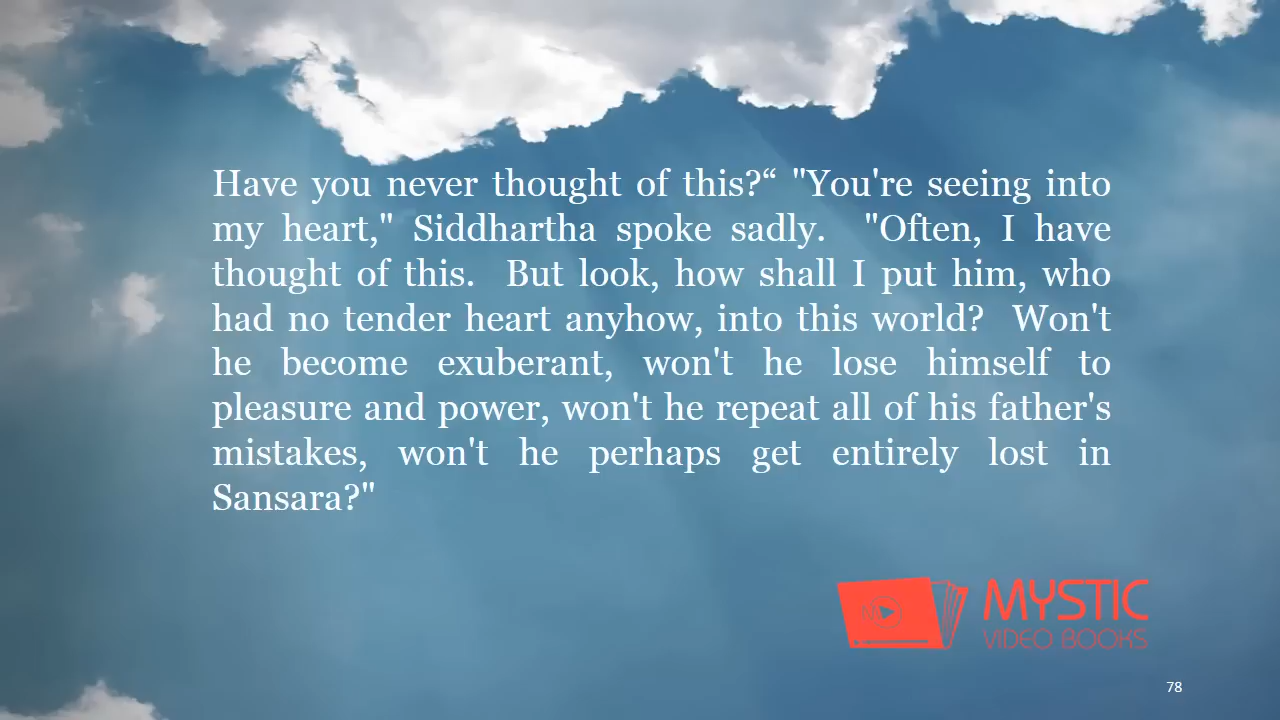 Have you never thought of this?“ "You're seeing into
my heart," Siddhartha spoke sadly.  "Often, I have
thought of this.  But look, how shall I put him, who
had no tender heart anyhow, into this world?  Won't
he become exuberant, won't he lose himself to
pleasure and power, won't he repeat all of his father's
mistakes, won't he perhaps get entirely lost in
Sansara?"
MYSTIC
VIDEO BOOKS
78